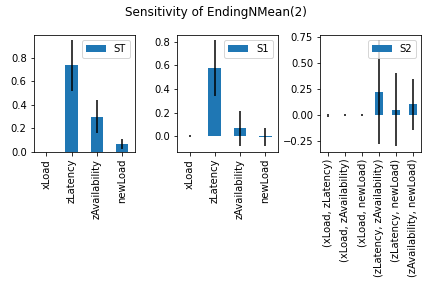 Sensitivity of EndingNMean(2)
ST
0.8
0.6
0.4
0.2
0.0
xLoad
zLatency
zAvailability
newLoad
S1
0.8
0.6
0.4
0.2
0.0
xLoad
zLatency
zAvailability
newLoad
S2
0.75
0.50
0.25
0.00
−0.25
(xLoad, zLatency)
(xLoad, zAvailability)
(xLoad, newLoad)
(zLatency, zAvailability)
(zLatency, newLoad)
(zAvailability, newLoad)